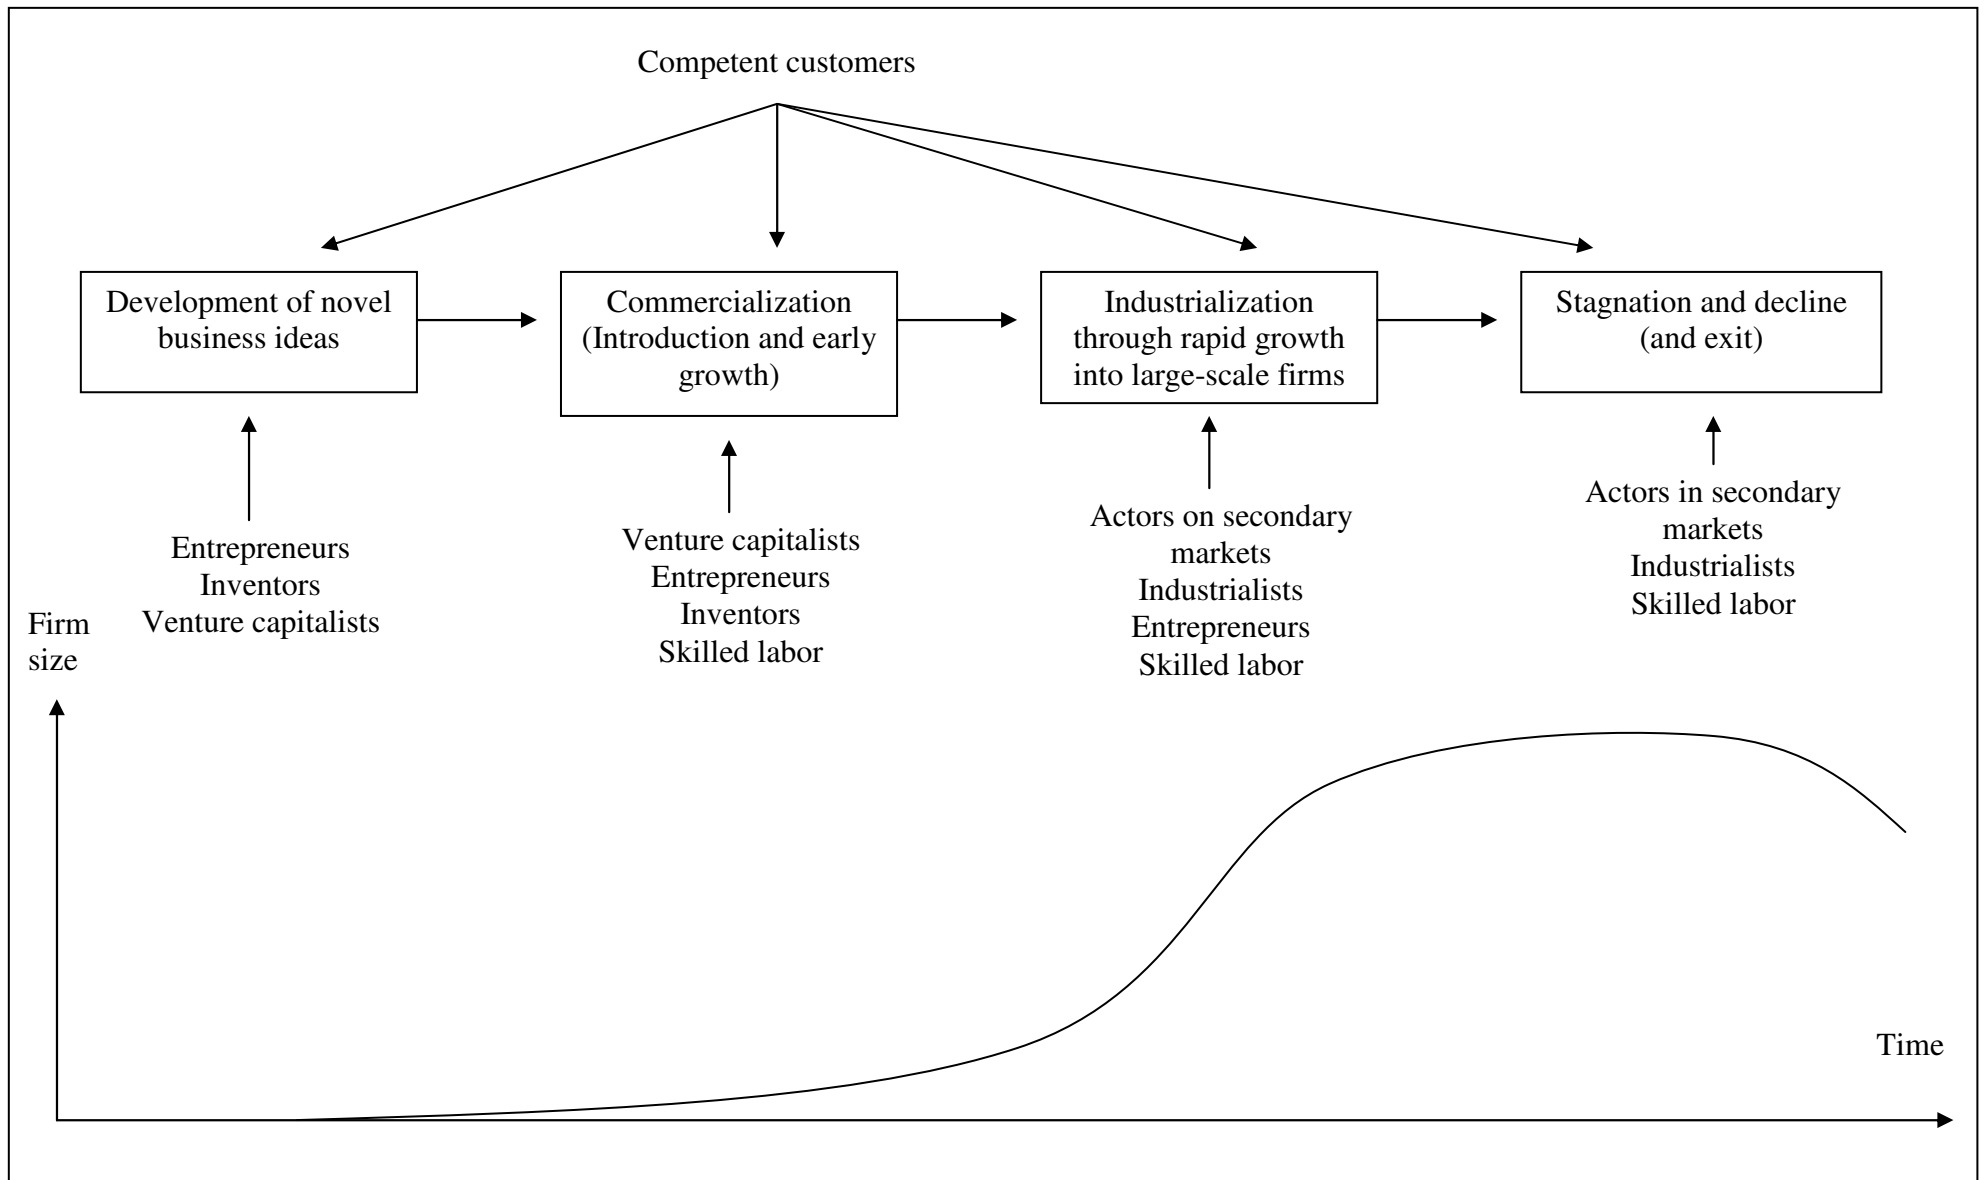 Competent customers
Development of novel
business ideas
Commercialization
(Introduction and early
growth)
Industrialization
through rapid growth
into large-scale firms
Stagnation and decline
(and exit)
Entrepreneurs
Inventors
Venture capitalists
Venture capitalists
Entrepreneurs
Inventors
Skilled labor
Actors on secondary
markets
Industrialists
Entrepreneurs
Skilled labor
Actors in secondary
markets
Industrialists
Skilled labor
Firm
size
Time